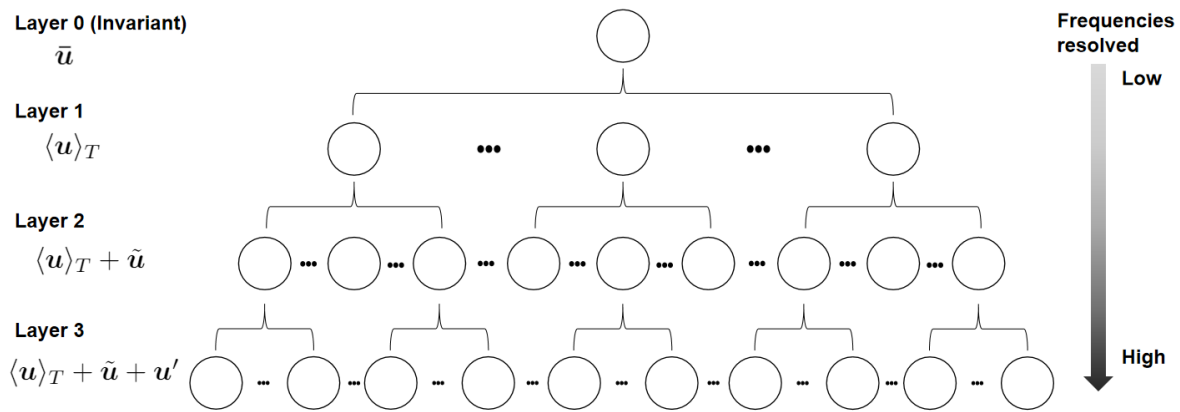 Layer 0 (Invariant)
ū
Frequencies
resolved
Low
Layer 1
⟨u⟩_T
Layer 2
⟨u⟩_T + ũ
Layer 3
⟨u⟩_T + ũ + u′
High